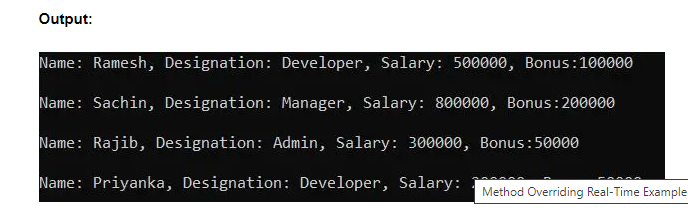 Output:
Name: Ramesh, Designation: Developer, Salary: 500000, Bonus:100000
Name: Sachin, Designation: Manager, Salary: 800000, Bonus:200000
Name: Rajib, Designation: Admin, Salary: 300000, Bonus:50000
Name: Priyanka, Designation: Developer, Salary:
Method Overriding Real-Time Example